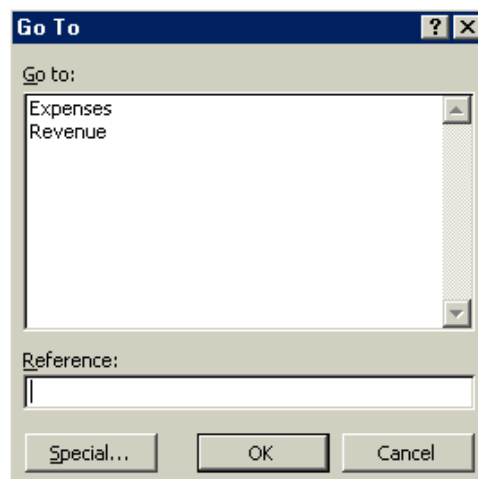 Go To
Go to:
Expenses
Revenue
Reference:
Special...
OK
Cancel